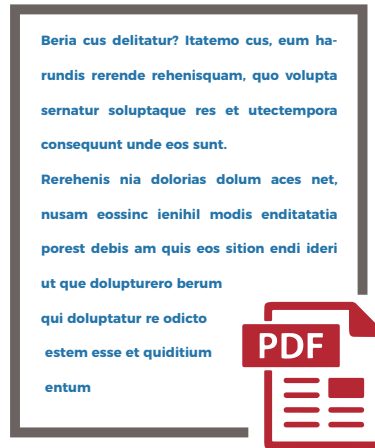 Beria cus delitatur? Itatemo cus, eum ha-
rundis rerende rehenisquam, quo volupta
sernatur soluptaque res et utectempora
consequunt unde eos sunt.
Rerehenis nia dolorias dolum aces net,
nusam eossinc ienihil modis enditatatia
porest debis am quis eos sition endi ideri
ut que dolupturero berum
qui doluptatur re odicto
estem esse et quiditium
entum
PDF